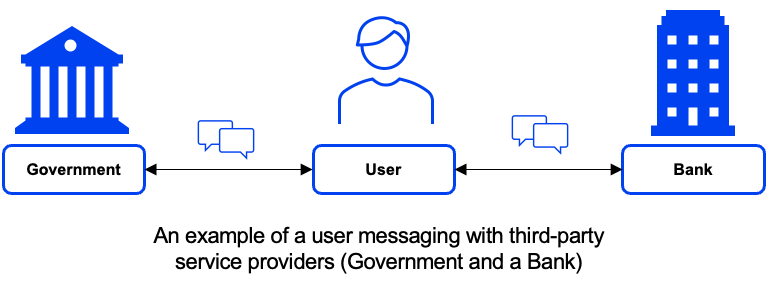 Government
User
Bank
An example of a user messaging with third-party
service providers (Government and a Bank)